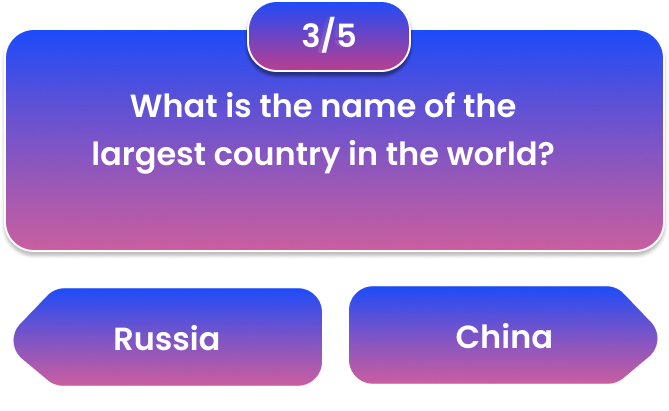 3/5
What is the name of the
largest country in the world?
Russia
China